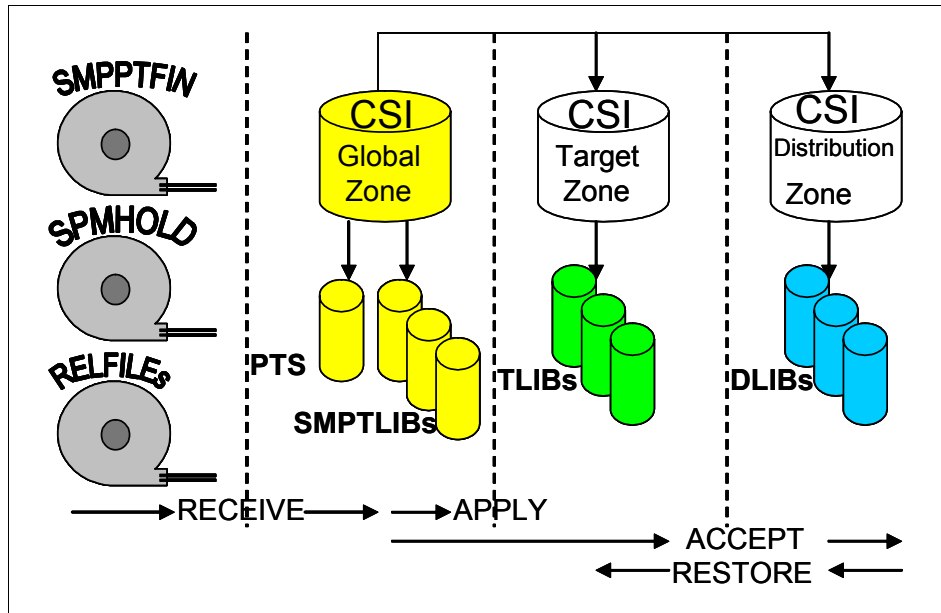 SMPPTFIN
SPMHOLD
RELFILEs
CSI
Global
Zone
PTS
SMPTLIBs
CSI
Target
Zone
TLIBs
CSI
Distribution
Zone
DLIBs
RECEIVE
APPLY
ACCEPT
RESTORE